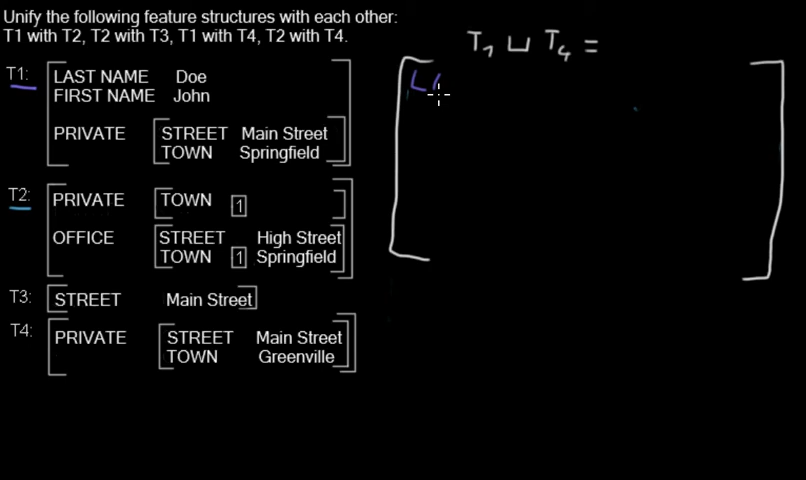 Unify the following feature structures with each other:
T1 with T2, T2 with T3, T1 with T4, T2 with T4.
T1 ⊔ T4 =
T1:
LAST NAME Doe
FIRST NAME John
PRIVATE STREET Main Street
TOWN Springfield
T2:
PRIVATE TOWN 1
OFFICE STREET High Street
TOWN 1 Springfield
T3: STREET Main Street
T4:
PRIVATE STREET Main Street
TOWN Greenville